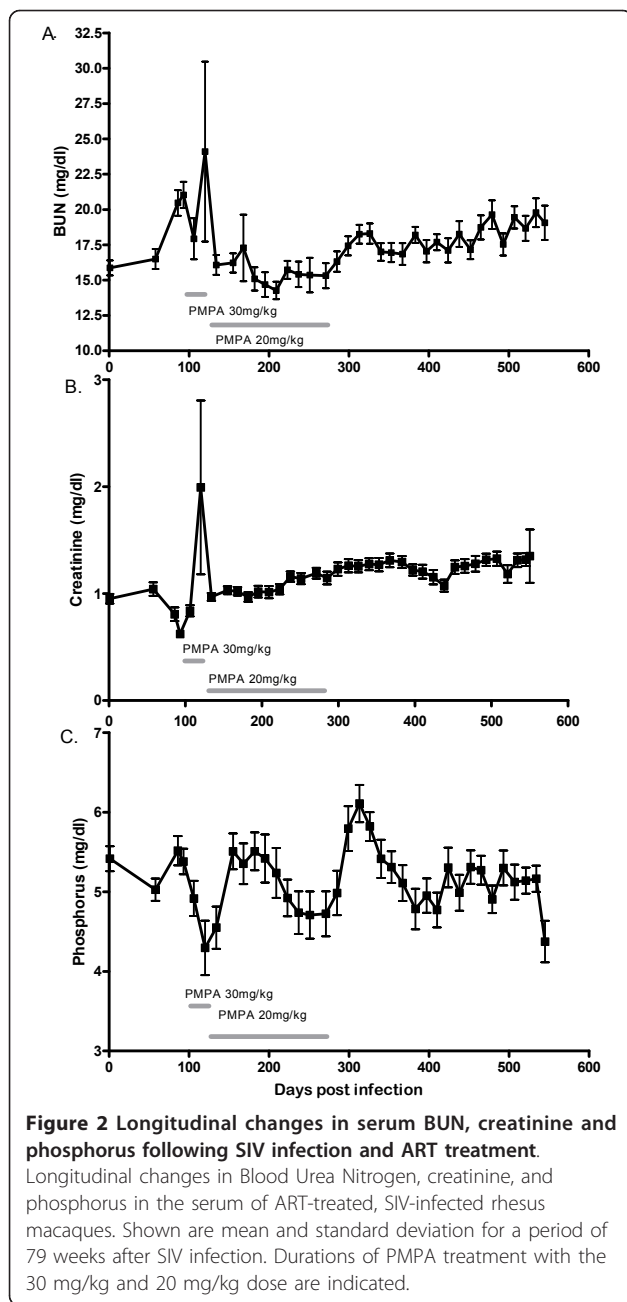 A.
32.5
30.0
27.5
25.0
22.5
20.0
17.5
15.0
12.5
10.0
BUN (mg/dl)
PMPA 30mg/kg
PMPA 20mg/kg
0 100 200 300 400 500 600
B.
3
2
1
0
Creatinine (mg/dl)
PMPA 30mg/kg
PMPA 20mg/kg
0 100 200 300 400 500 600
C.
7
6
5
4
3
Phosphorus (mg/dl)
PMPA 30mg/kg
PMPA 20mg/kg
0 100 200 300 400 500 600
Days post infection
Figure 2 Longitudinal changes in serum BUN, creatinine and
phosphorus following SIV infection and ART treatment.
Longitudinal changes in Blood Urea Nitrogen, creatinine, and
phosphorus in the serum of ART-treated, SIV-infected rhesus
macaques. Shown are mean and standard deviation for a period of
79 weeks after SIV infection. Durations of PMPA treatment with the
30 mg/kg and 20 mg/kg dose are indicated.